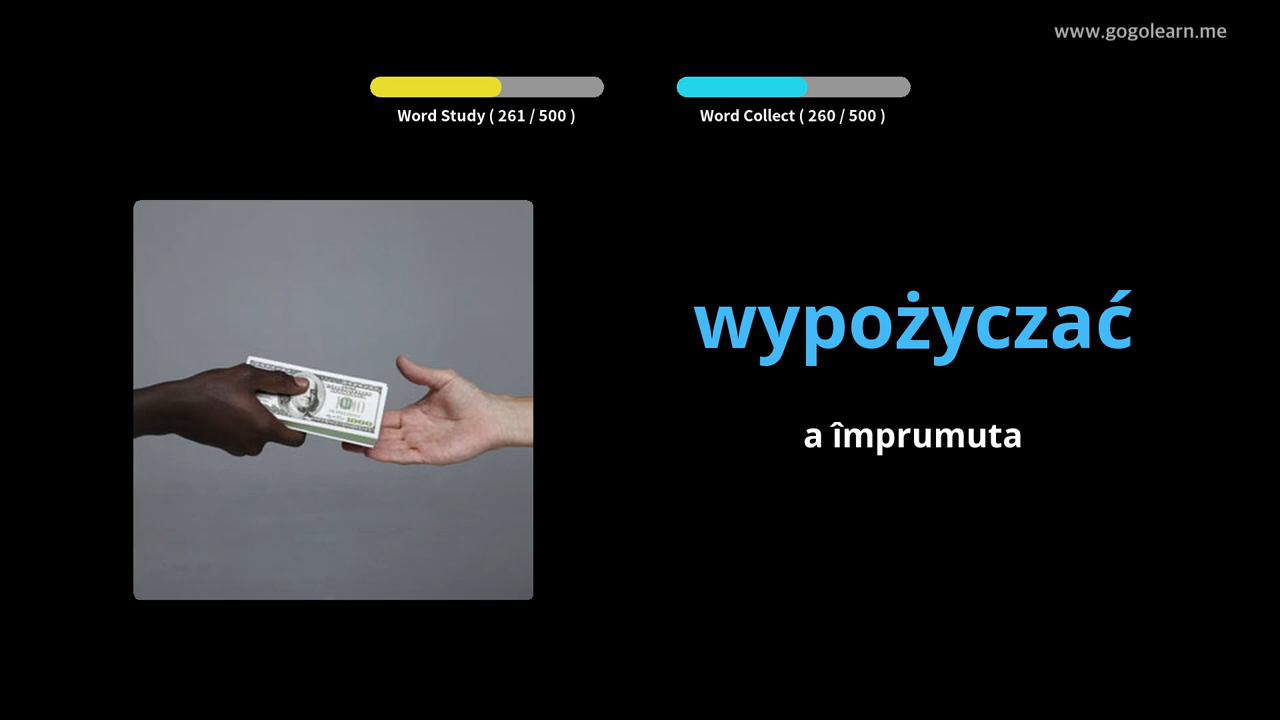 www.gogolearn.me
Word Study ( 261 / 500 )
Word Collect ( 260 / 500 )
wypożyczać
a împrumuta